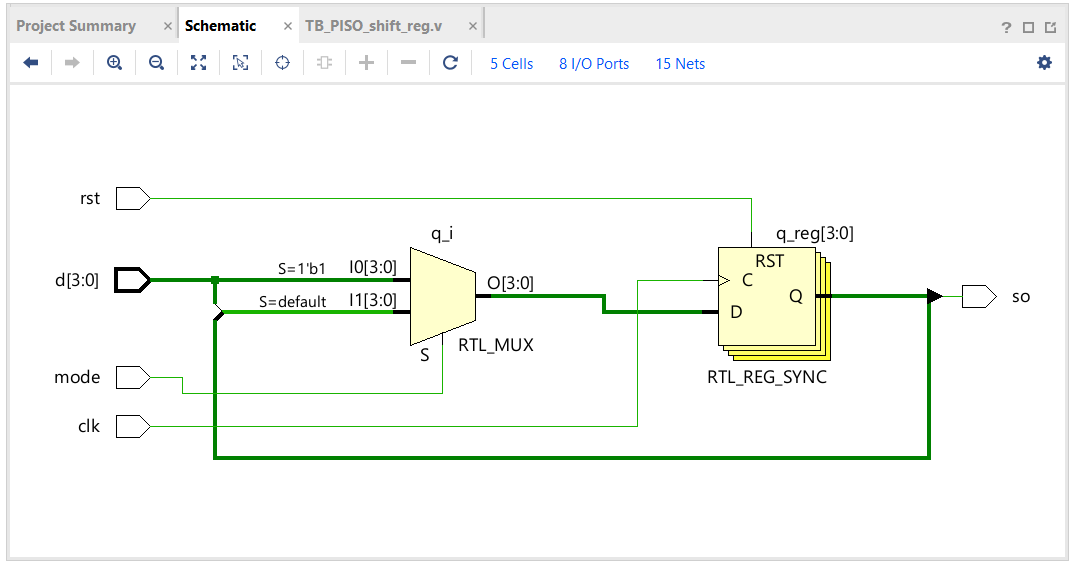 Project Summary × Schematic × TB_PISO_shift_reg.v ×
?
5 Cells 8 I/O Ports 15 Nets
rst
q_i
q_reg[3:0]
RST
d[3:0]
S=1'b1 I0[3:0]
S=default I1[3:0]
O[3:0]
C
Q
D
so
S
RTL_MUX
mode
RTL_REG_SYNC
clk